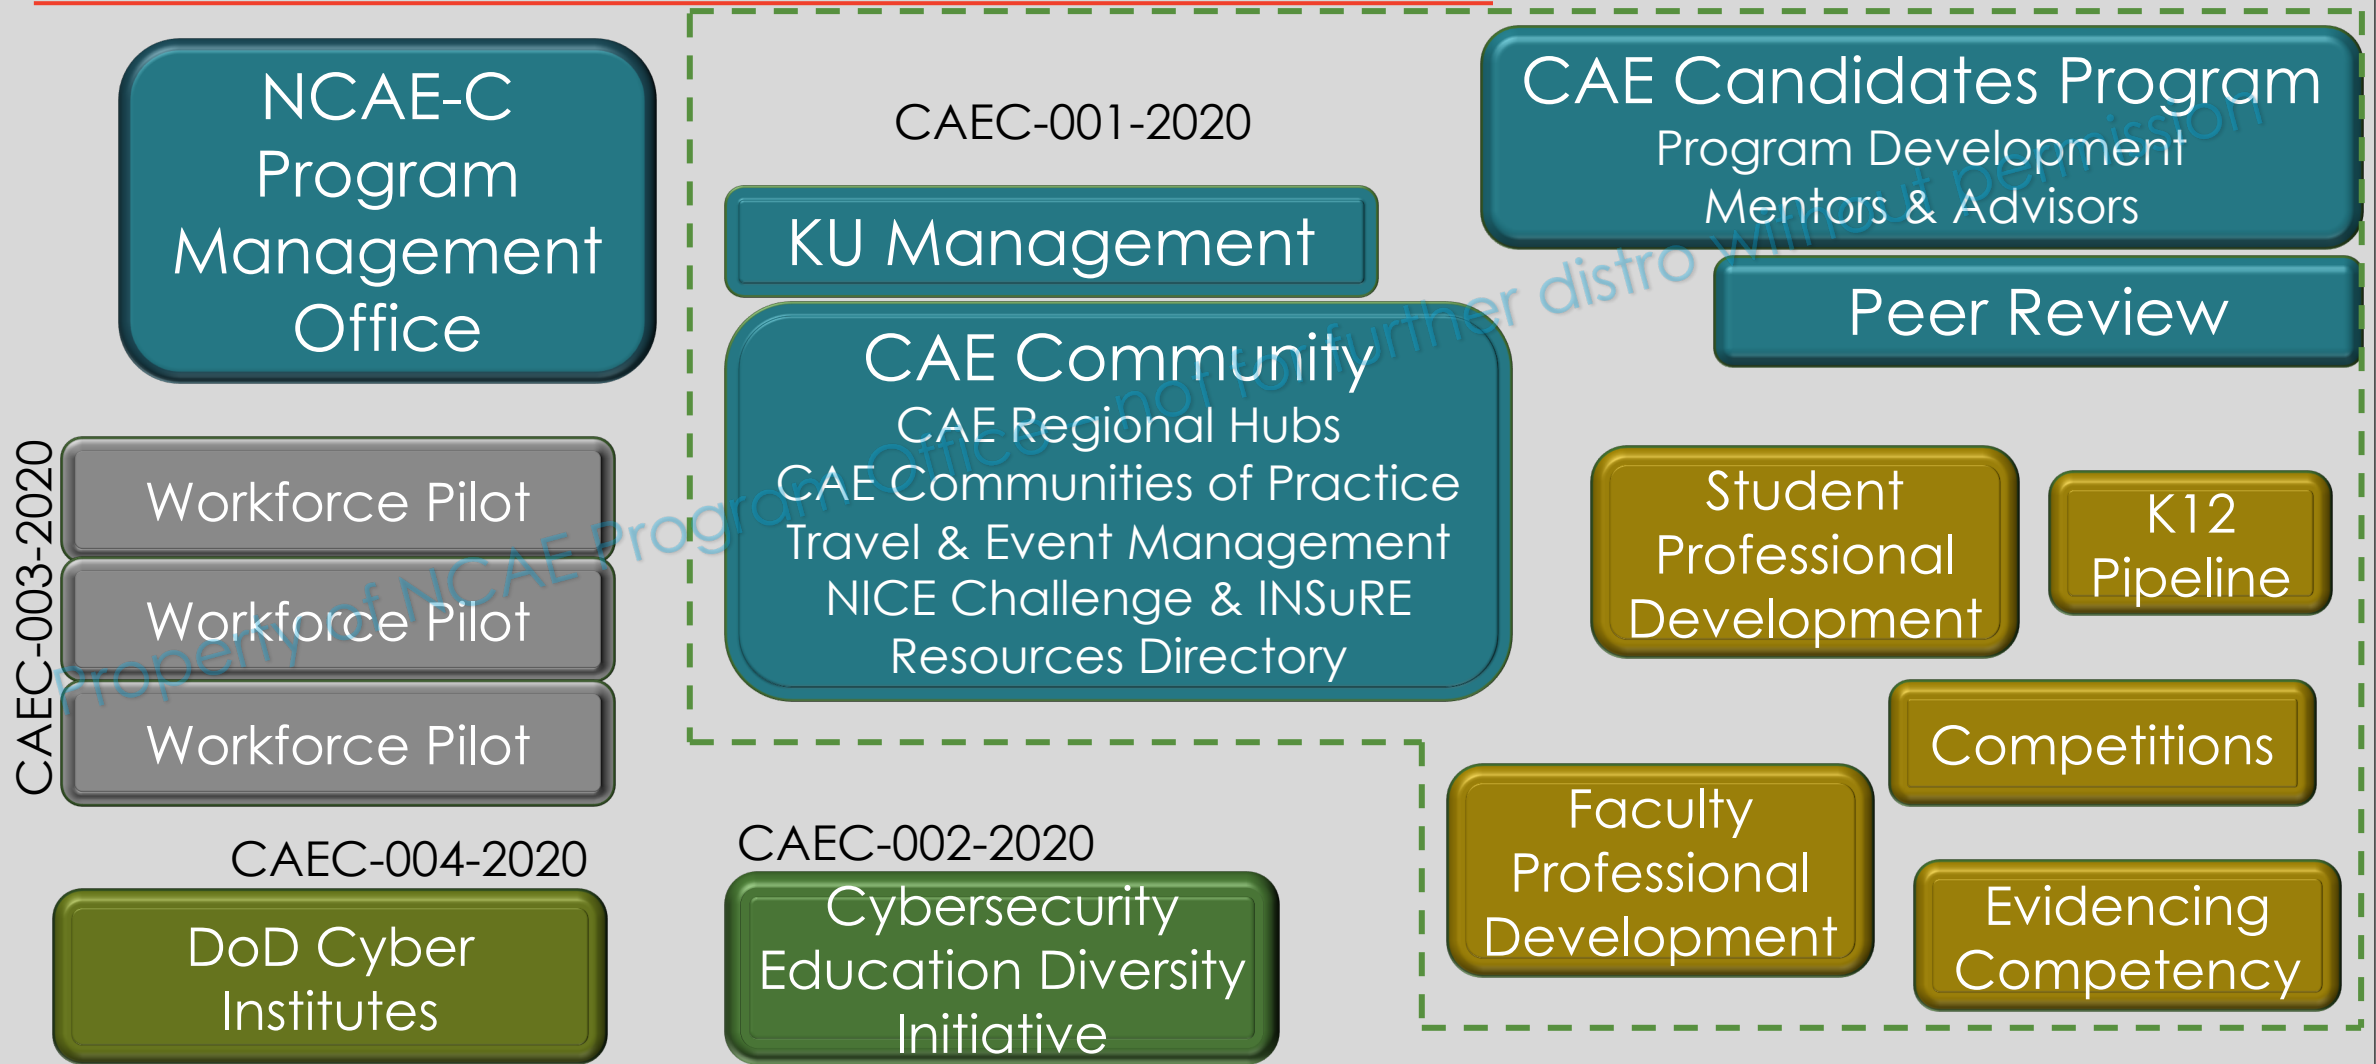 NCAE-C
Program
Management
Office
CAEC-001-2020
KU Management
CAE Community
CAE Regional Hubs
CAE Communities of Practice
Travel & Event Management
NICE Challenge & INSuRE
Resources Directory
CAE Candidates Program
Program Development
Mentors & Advisors
Peer Review
CAEC-003-2020
Workforce Pilot
Workforce Pilot
Workforce Pilot
Student
Professional
Development
K12
Pipeline
Competitions
Faculty
Professional
Development
Evidencing
Competency
CAEC-004-2020
DoD Cyber
Institutes
CAEC-002-2020
Cybersecurity
Education Diversity
Initiative
Property of NCAE Program Office - not for further distro without permission